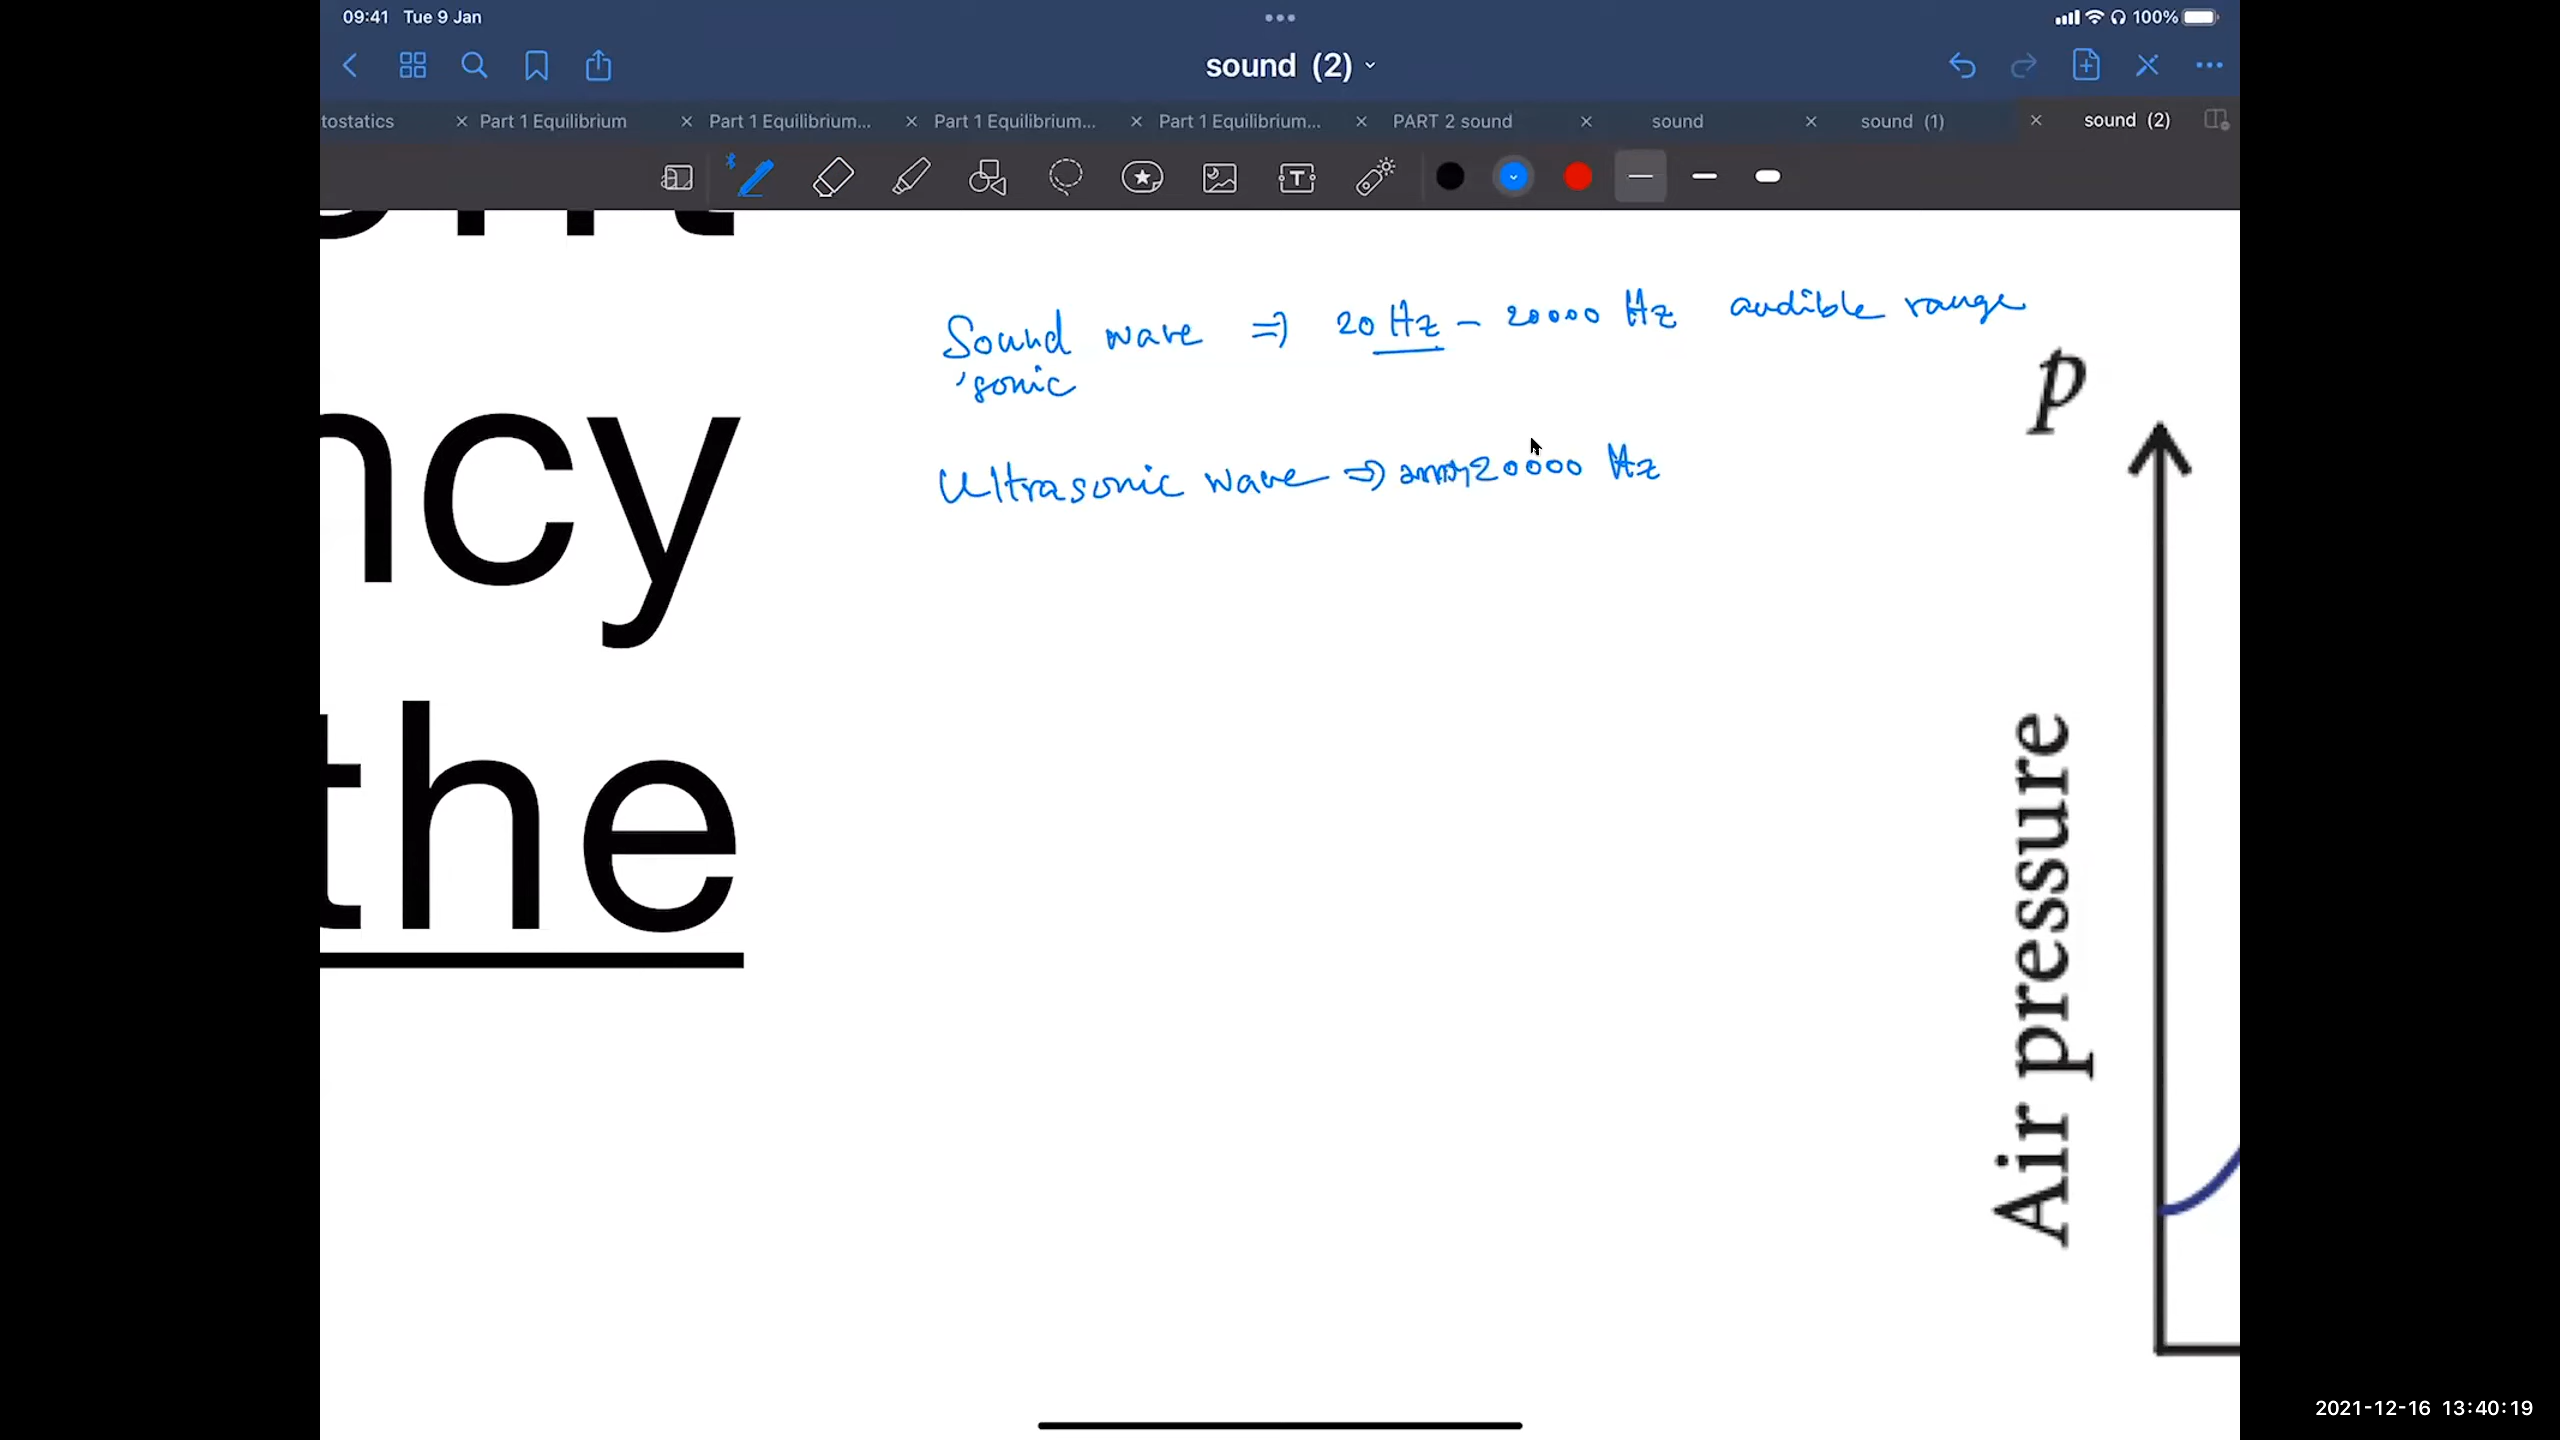 09:41 Tue 9 Jan
100%
sound (2)
tostatics
Part 1 Equilibrium
Part 1 Equilibrium...
Part 1 Equilibrium...
Part 1 Equilibrium...
PART 2 sound
sound
sound (1)
sound (2)
Sound wave ⇒ 20 Hz – 20000 Hz audible range
'sonic
Ultrasonic wave ⇒ 20000 Hz
ncy
the
p
Air pressure
2021-12-16 13:40:19